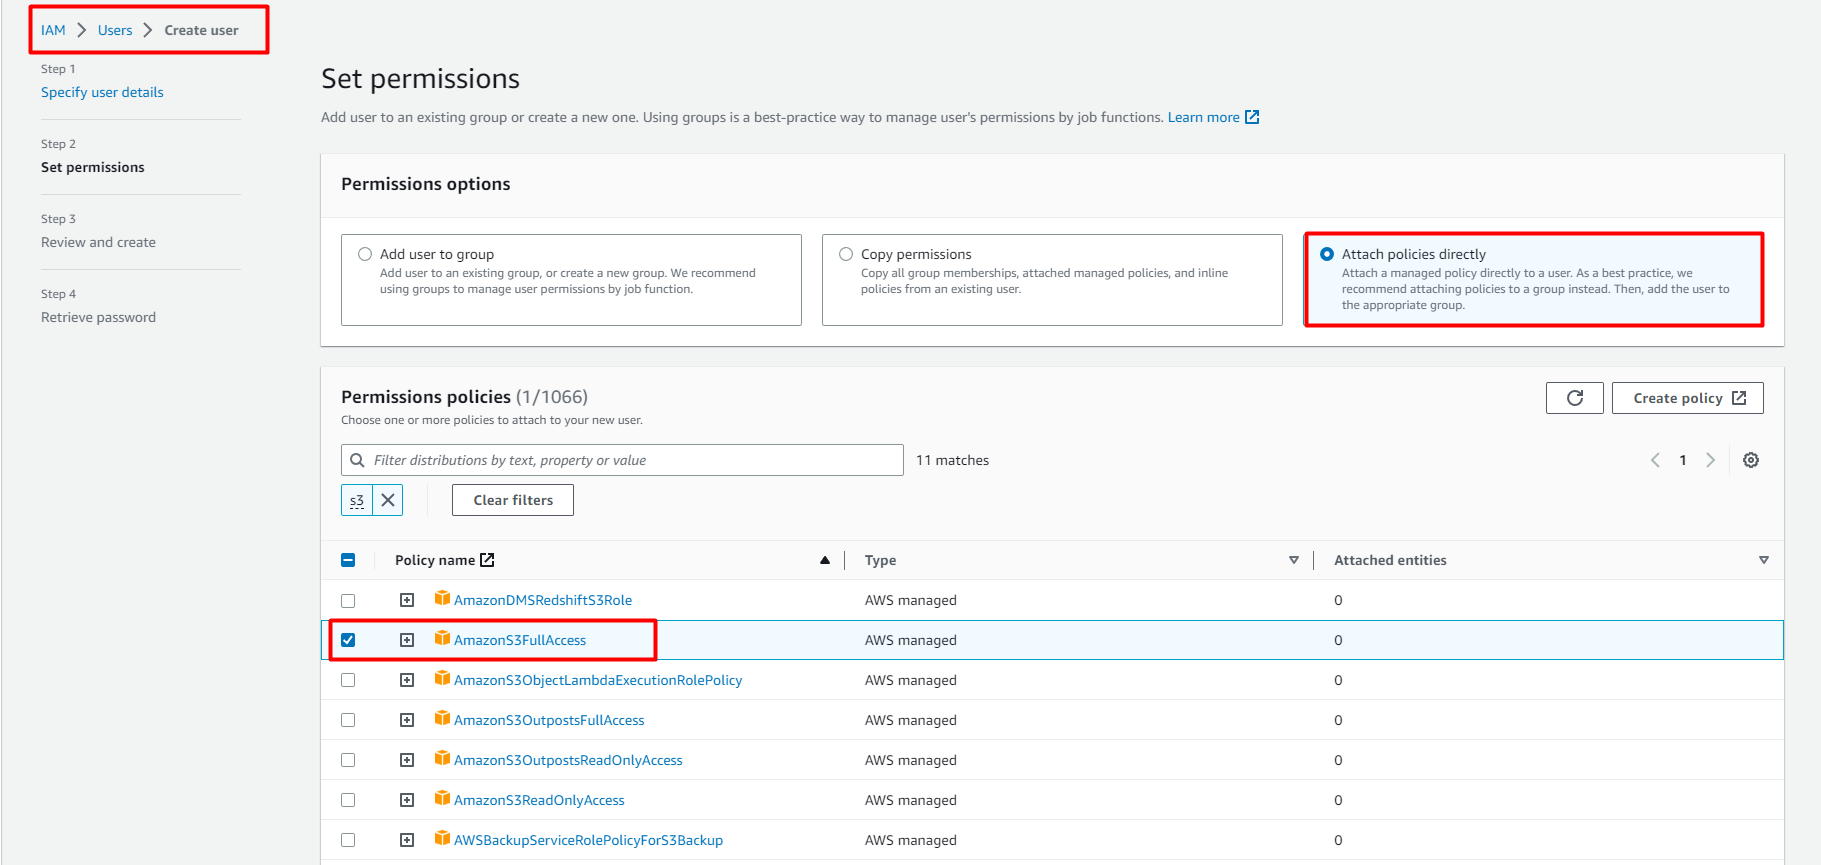 IAM > Users > Create user
Step 1
Specify user details
Step 2
Set permissions
Step 3
Review and create
Step 4
Retrieve password
Set permissions
Add user to an existing group or create a new one. Using groups is a best-practice way to manage user's permissions by job functions. Learn more
Permissions options
Add user to group
Add user to an existing group, or create a new group. We recommend
using groups to manage user permissions by job function.
Copy permissions
Copy all group memberships, attached managed policies, and inline
policies from an existing user.
Attach policies directly
Attach a managed policy directly to a user. As a best practice, we
recommend attaching policies to a group instead. Then, add the user to
the appropriate group.
Permissions policies (1/1066)
Choose one or more policies to attach to your new user.
Create policy
Filter distributions by text, property or value
11 matches
1
s3
Clear filters
Policy name Type Attached entities
AmazonDMSRedshiftS3Role AWS managed 0
AmazonS3FullAccess AWS managed 0
AmazonS3ObjectLambdaExecutionRolePolicy AWS managed 0
AmazonS3OutpostsFullAccess AWS managed 0
AmazonS3OutpostsReadOnlyAccess AWS managed 0
AmazonS3ReadOnlyAccess AWS managed 0
AWSBackupServiceRolePolicyForS3Backup AWS managed 0